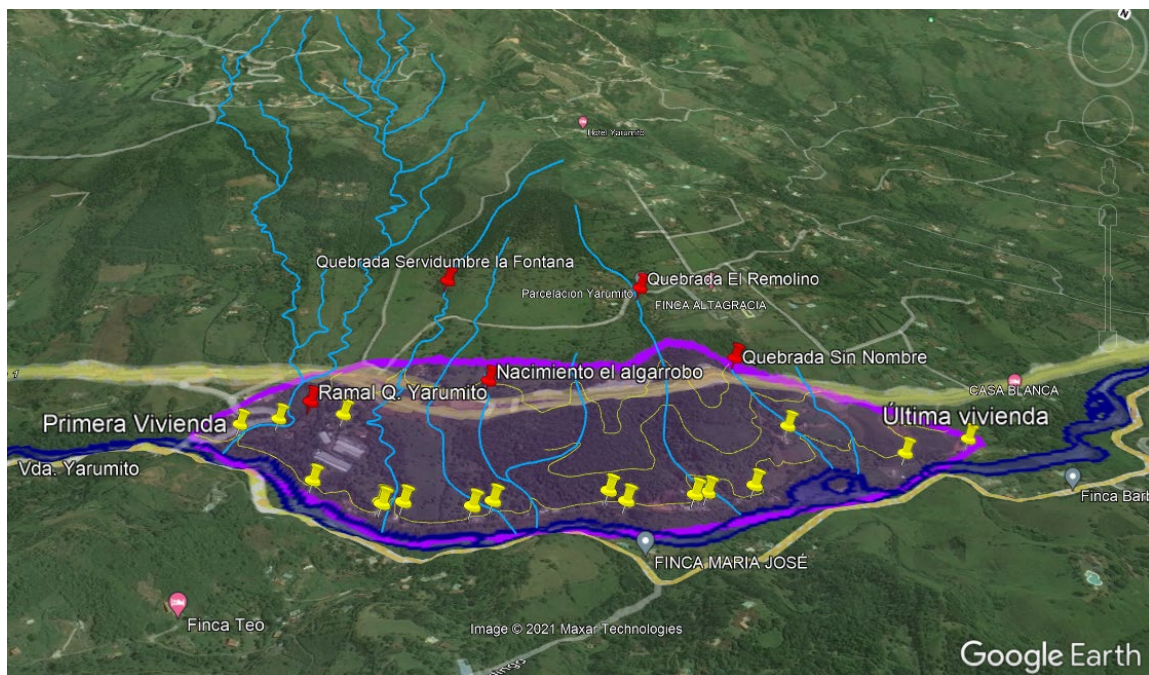 N
Hotel Yarumito
Quebrada Servidumbre la Fontana
Quebrada El Remolino
Parcelación Yarumito
FINCA ALTAGRACIA
Quebrada Sin Nombre
Nacimiento el algarrobo
CASA BLANCA
Ramal Q. Yarumito
Primera Vivienda
Última vivienda
Vda. Yarumito
Finca Barb
FINCA MARIA JOSÉ
Finca Teo
Image © 2021 Maxar Technologies
Google Earth